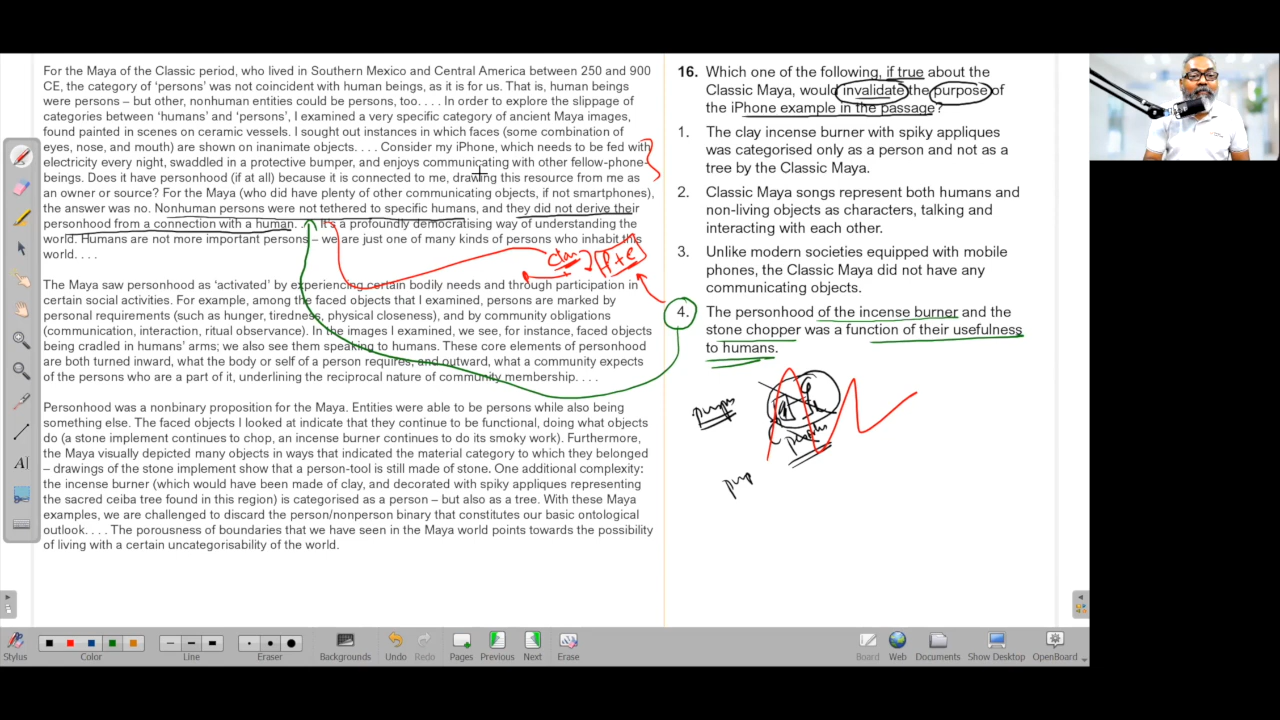 For the Maya of the Classic period, who lived in Southern Mexico and Central America between 250 and 900
CE, the category of ‘persons’ was not coincident with human beings, as it is for us. That is, human beings
were persons – but other, nonhuman entities could be persons, too. . . . In order to explore the slippage of
categories between ‘humans’ and ‘persons’, I examined a very specific category of ancient Maya images,
found painted in scenes on ceramic vessels. I sought out instances in which faces (some combination of
eyes, nose, and mouth) are shown on inanimate objects. . . . Consider my iPhone, which needs to be fed with
electricity every night, swaddled in a protective bumper, and enjoys communicating with other fellow-phone-
beings. Does it have personhood (if at all) because it is connected to me, drawing this resource from me as
an owner or source? For the Maya (who did have plenty of other communicating objects, if not smartphones),
the answer was no. Nonhuman persons were not tethered to specific humans, and they did not derive their
personhood from a connection with a human. . . . It’s a profoundly democratising way of understanding the
world. Humans are not more important persons – we are just one of many kinds of persons who inhabit this
world. . . .
The Maya saw personhood as ‘activated’ by experiencing certain bodily needs and through participation in
certain social activities. For example, among the faced objects that I examined, persons are marked by
personal requirements (such as hunger, tiredness, physical closeness), and by community obligations
(communication, interaction, ritual observance). In the images I examined, we see, for instance, faced objects
being cradled in humans’ arms; we also see them speaking to humans. These core elements of personhood
are both turned inward, what the body or self of a person requires, and outward, what a community expects
of the persons who are a part of it, underlining the reciprocal nature of community membership. . . .
Personhood was a nonbinary proposition for the Maya. Entities were able to be persons while also being
something else. The faced objects I looked at indicate that they continue to be functional, doing what objects
do (a stone implement continues to chop, an incense burner continues to do its smoky work). Furthermore,
the Maya visually depicted many objects in ways that indicated the material category to which they belonged
– drawings of the stone implement show that a person-tool is still made of stone. One additional complexity:
the incense burner (which would have been made of clay, and decorated with spiky appliques representing
the sacred ceiba tree found in this region) is categorised as a person – but also as a tree. With these Maya
examples, we are challenged to discard the person/nonperson binary that constitutes our basic ontological
outlook. . . . The porousness of boundaries that we have seen in the Maya world points towards the possibility
of living with a certain uncategorisability of the world.
16. Which one of the following, if true about the
Classic Maya, would invalidate the purpose of
the iPhone example in the passage?
1. The clay incense burner with spiky appliques
was categorised only as a person and not as a
tree by the Classic Maya.
2. Classic Maya songs represent both humans and
non-living objects as characters, talking and
interacting with each other.
3. Unlike modern societies equipped with mobile
phones, the Classic Maya did not have any
communicating objects.
4. The personhood of the incense burner and the
stone chopper was a function of their usefulness
to humans.
Stylus
Color
Line
Eraser
Backgrounds
Undo
Redo
Pages
Previous
Next
Erase
Board
Web
Documents
Show Desktop
OpenBoard